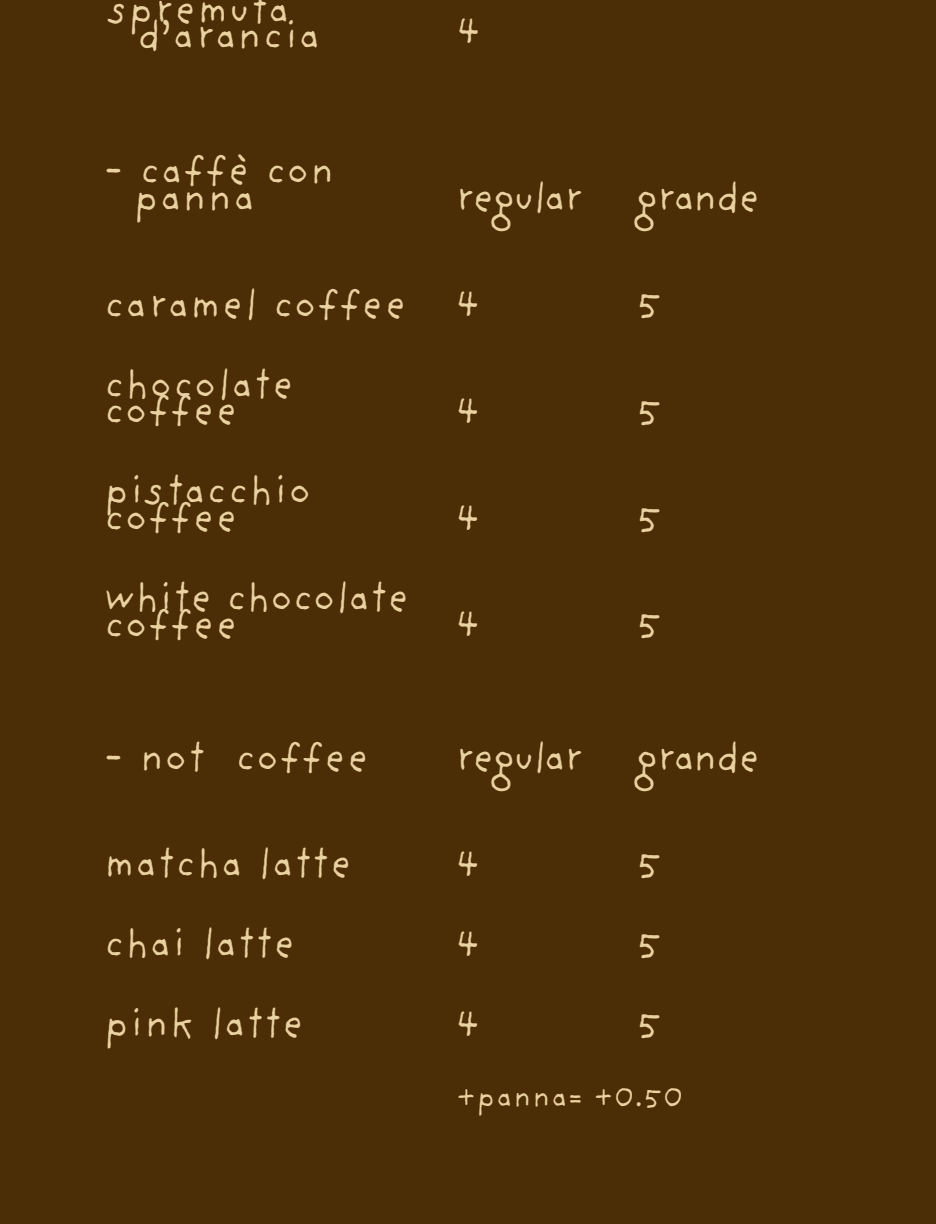 spremuta
d'arancia 4
- caffè con
panna regular grande
caramel coffee 4 5
chocolate
coffee 4 5
pistacchio
coffee 4 5
white chocolate
coffee 4 5
- not coffee regular grande
matcha latte 4 5
chai latte 4 5
pink latte 4 5
+panna= +0.50